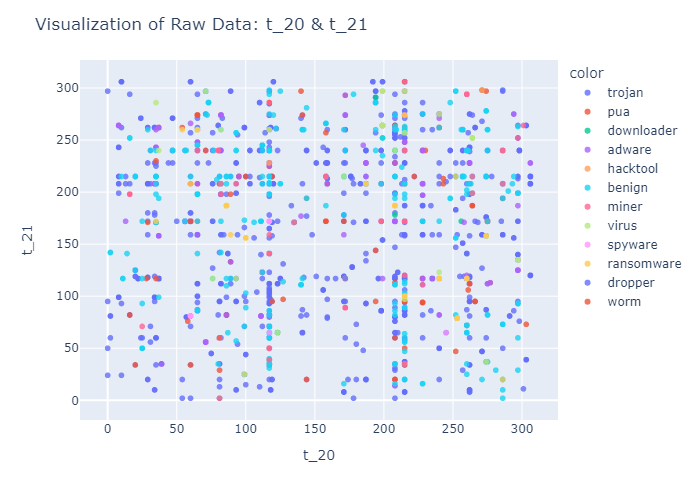 Visualization of Raw Data: t_20 & t_21
color
trojan
pua
downloader
adware
hacktool
benign
miner
virus
spyware
ransomware
dropper
worm
t_21
300
250
200
150
100
50
0
0 50 100 150 200 250 300
t_20